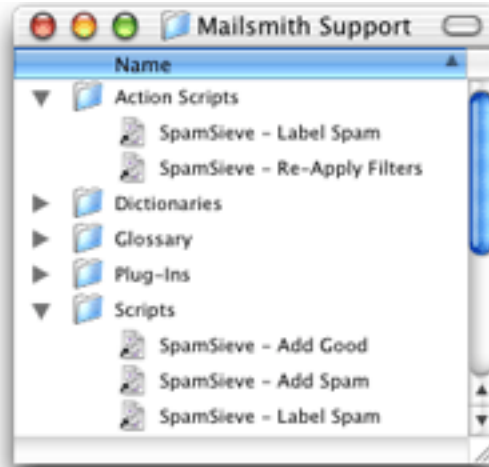 Mailsmith Support
Name
Action Scripts
SpamSieve – Label Spam
SpamSieve – Re-Apply Filters
Dictionaries
Glossary
Plug-Ins
Scripts
SpamSieve – Add Good
SpamSieve – Add Spam
SpamSieve – Label Spam